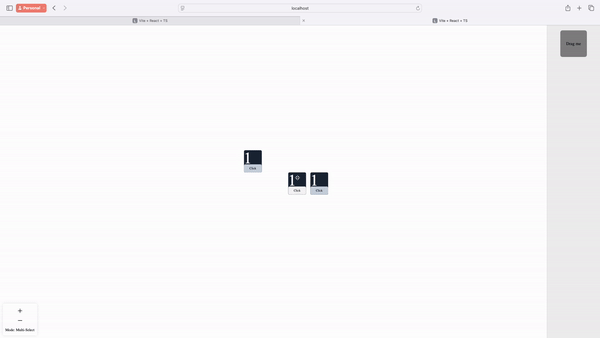 Personal
localhost
Vite + React + TS
Vite + React + TS
Drag me
1
Click
1
Click
1
Click
+
−
Mode: Multi-Select